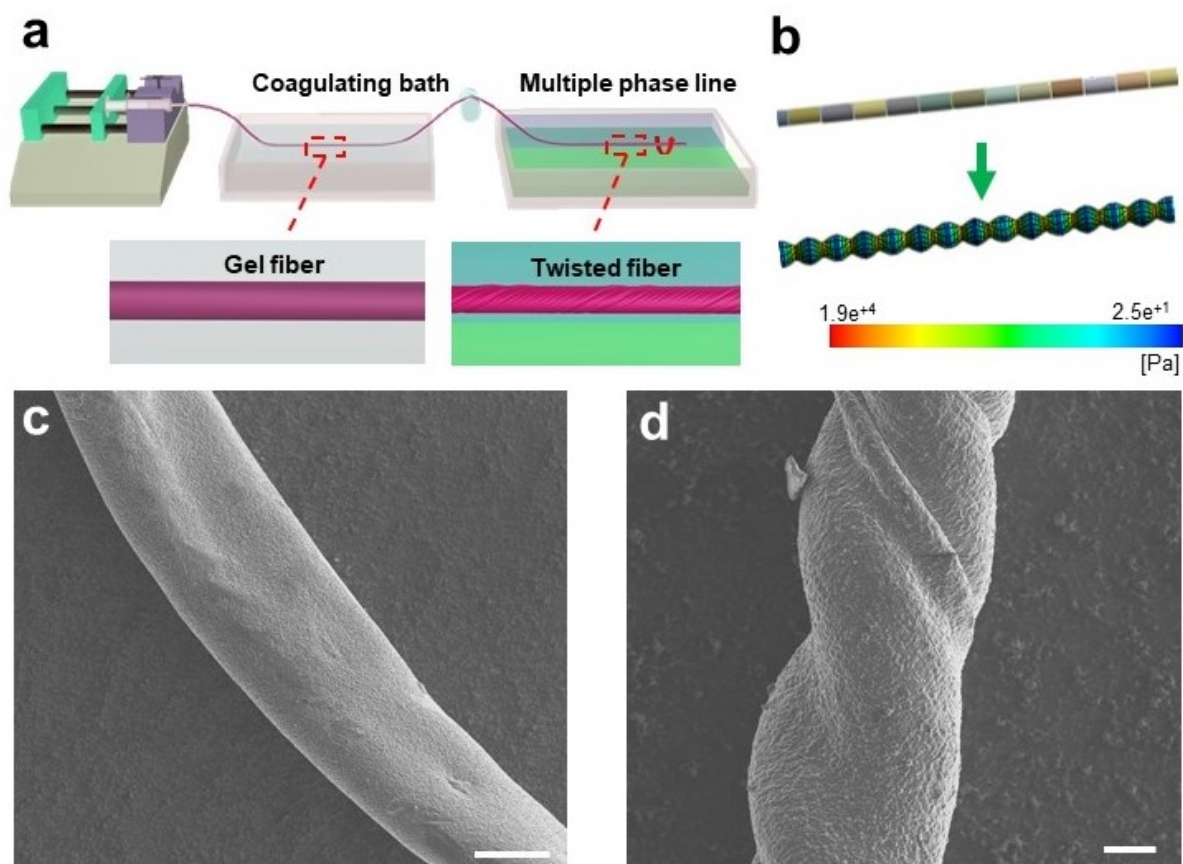 a
Coagulating bath
Multiple phase line
Gel fiber
Twisted fiber
b
1.9e+4
2.5e+1
[Pa]
c
d